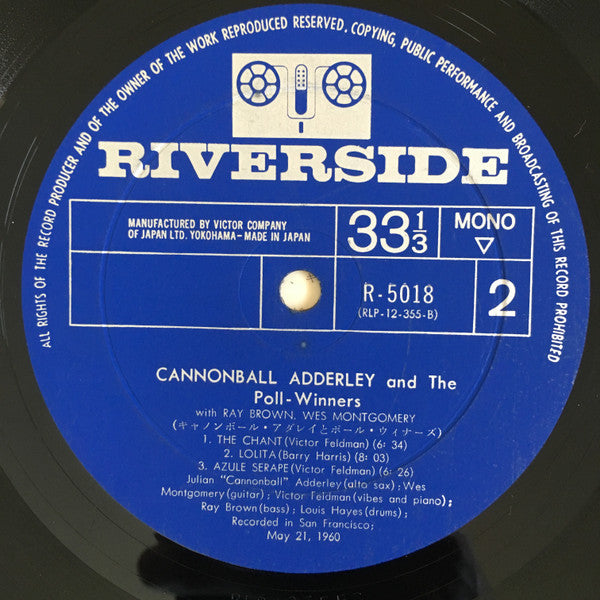 ALL RIGHTS OF THE RECORD PRODUCER AND OF THE OWNER OF THE WORK REPRODUCED RESERVED. COPYING, PUBLIC PERFORMANCE AND BROADCASTING OF THIS RECORD PROHIBITED
RIVERSIDE
MANUFACTURED BY VICTOR COMPANY
OF JAPAN LTD. YOKOHAMA–MADE IN JAPAN
33 1/3
MONO
▽
R-5018
(RLP-12-355-B)
2
CANNONBALL ADDERLEY and The
Poll-Winners
with RAY BROWN, WES MONTGOMERY
(キャノンボール・アダレイとポール・ウィナーズ)
1. THE CHANT (Victor Feldman) (6: 34)
2. LOLITA (Barry Harris) (8: 03)
3. AZULE SERAPE (Victor Feldman) (6: 26)
Julian "Cannonball" Adderley (alto sax) ; Wes
Montgomery (guitar) ; Victor Feldman (vibes and piano) ;
Ray Brown (bass) ; Louis Hayes (drums) ;
Recorded in San Francisco;
May 21, 1960